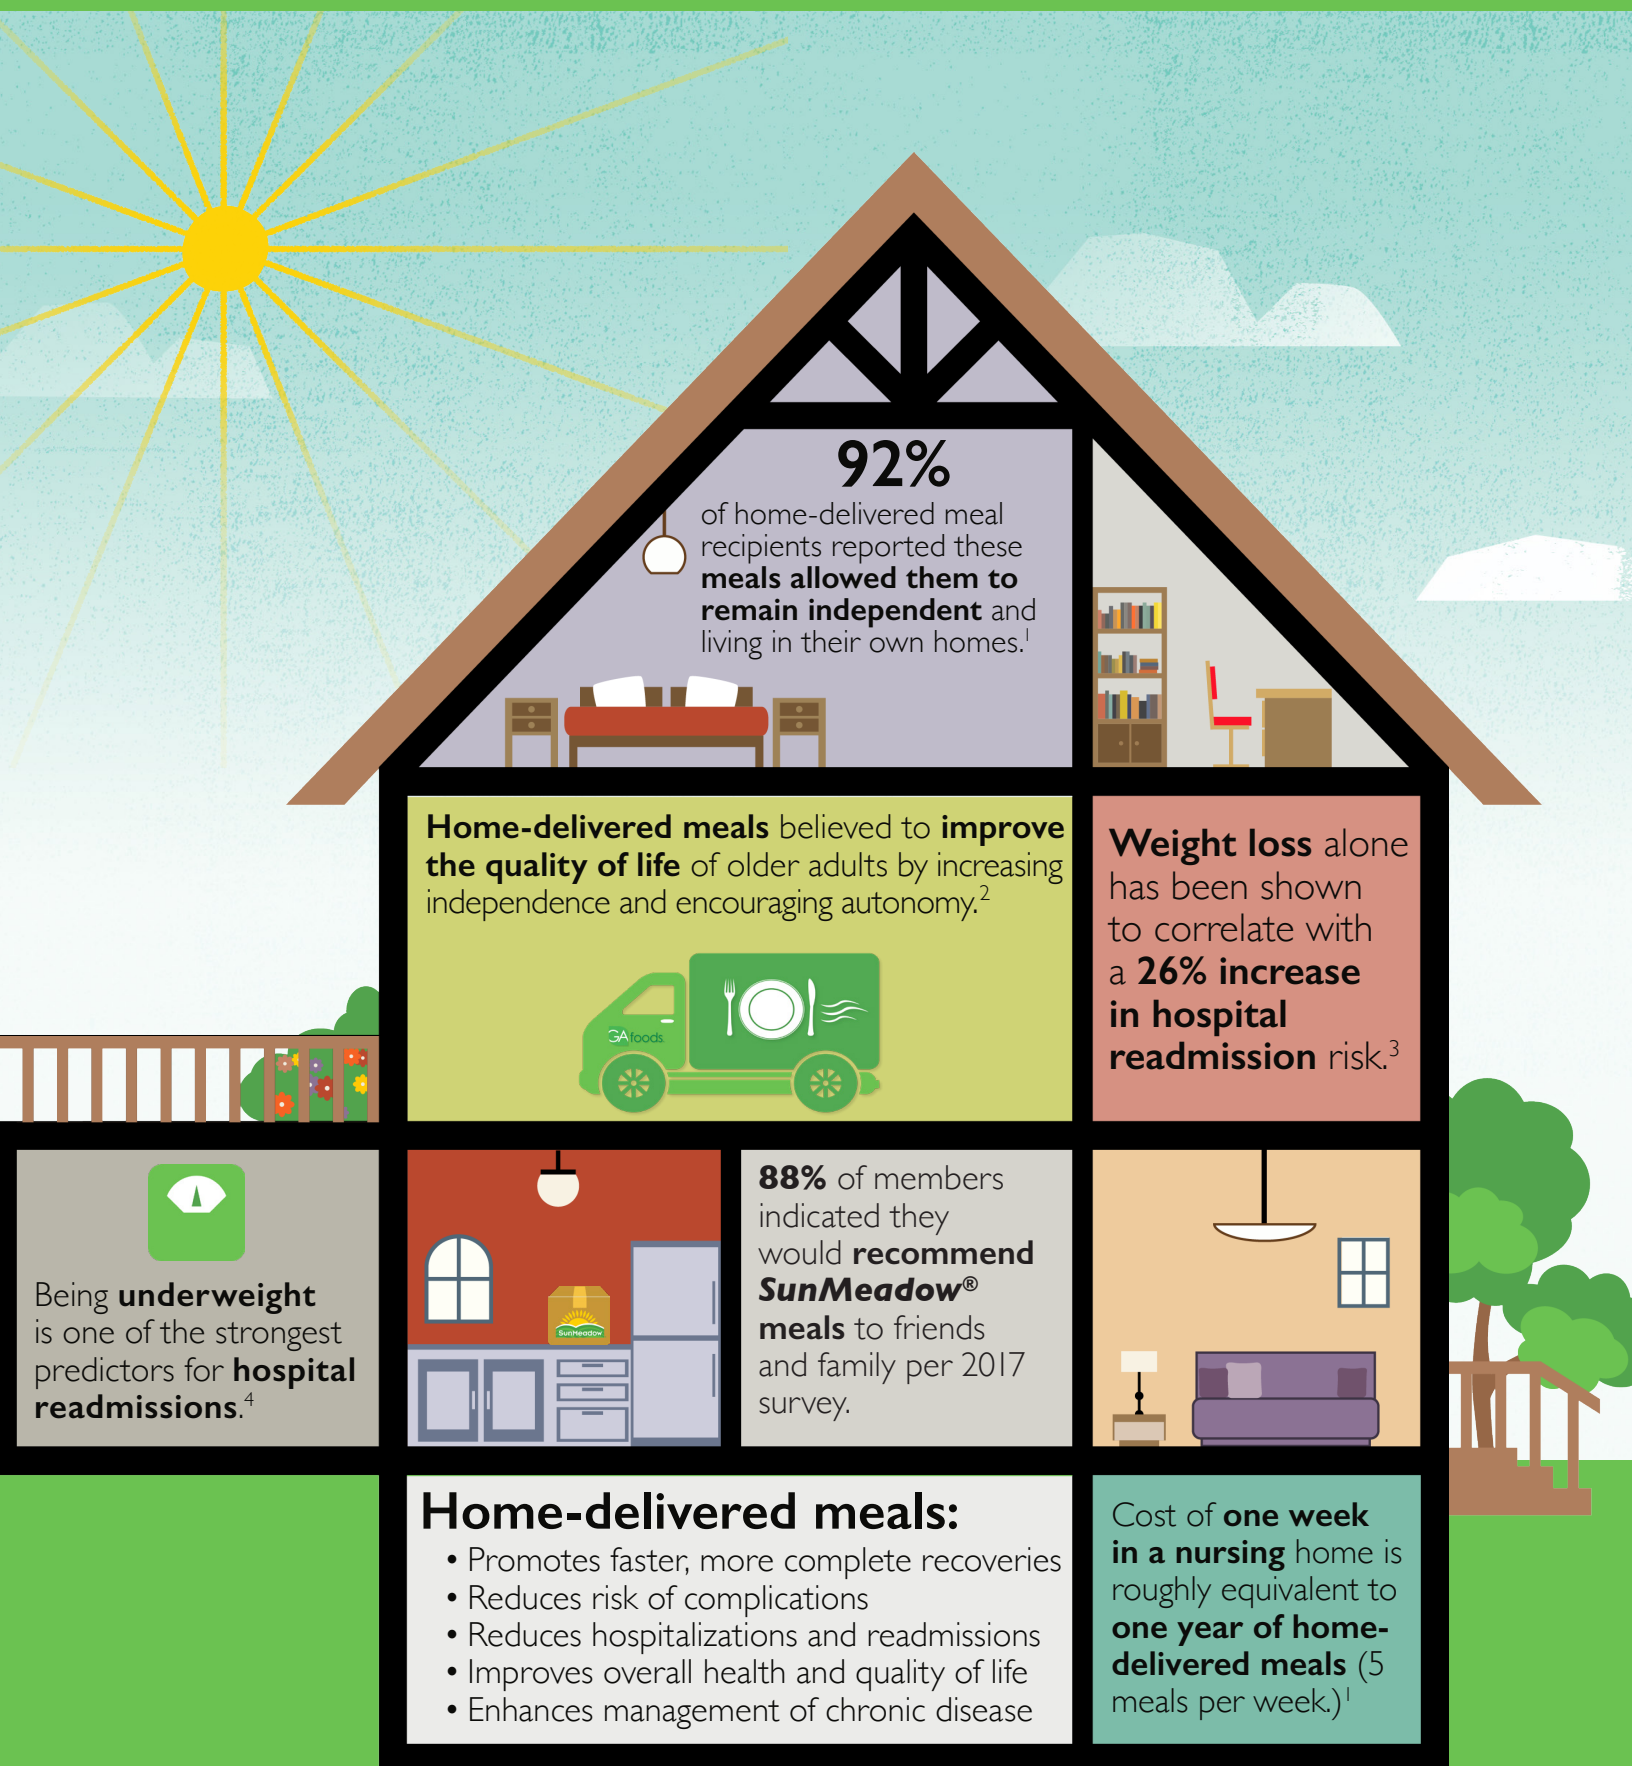 92%
of home-delivered meal
recipients reported these
meals allowed them to
remain independent and
living in their own homes.1
Home-delivered meals believed to improve
the quality of life of older adults by increasing
independence and encouraging autonomy.2
GA foods
Weight loss alone
has been shown
to correlate with
a 26% increase
in hospital
readmission risk.3
Being underweight
is one of the strongest
predictors for hospital
readmissions.4
SunMeadow
88% of members
indicated they
would recommend
SunMeadow®
meals to friends
and family per 2017
survey.
Home-delivered meals:
• Promotes faster, more complete recoveries
• Reduces risk of complications
• Reduces hospitalizations and readmissions
• Improves overall health and quality of life
• Enhances management of chronic disease
Cost of one week
in a nursing home is
roughly equivalent to
one year of home-
delivered meals (5
meals per week.)1